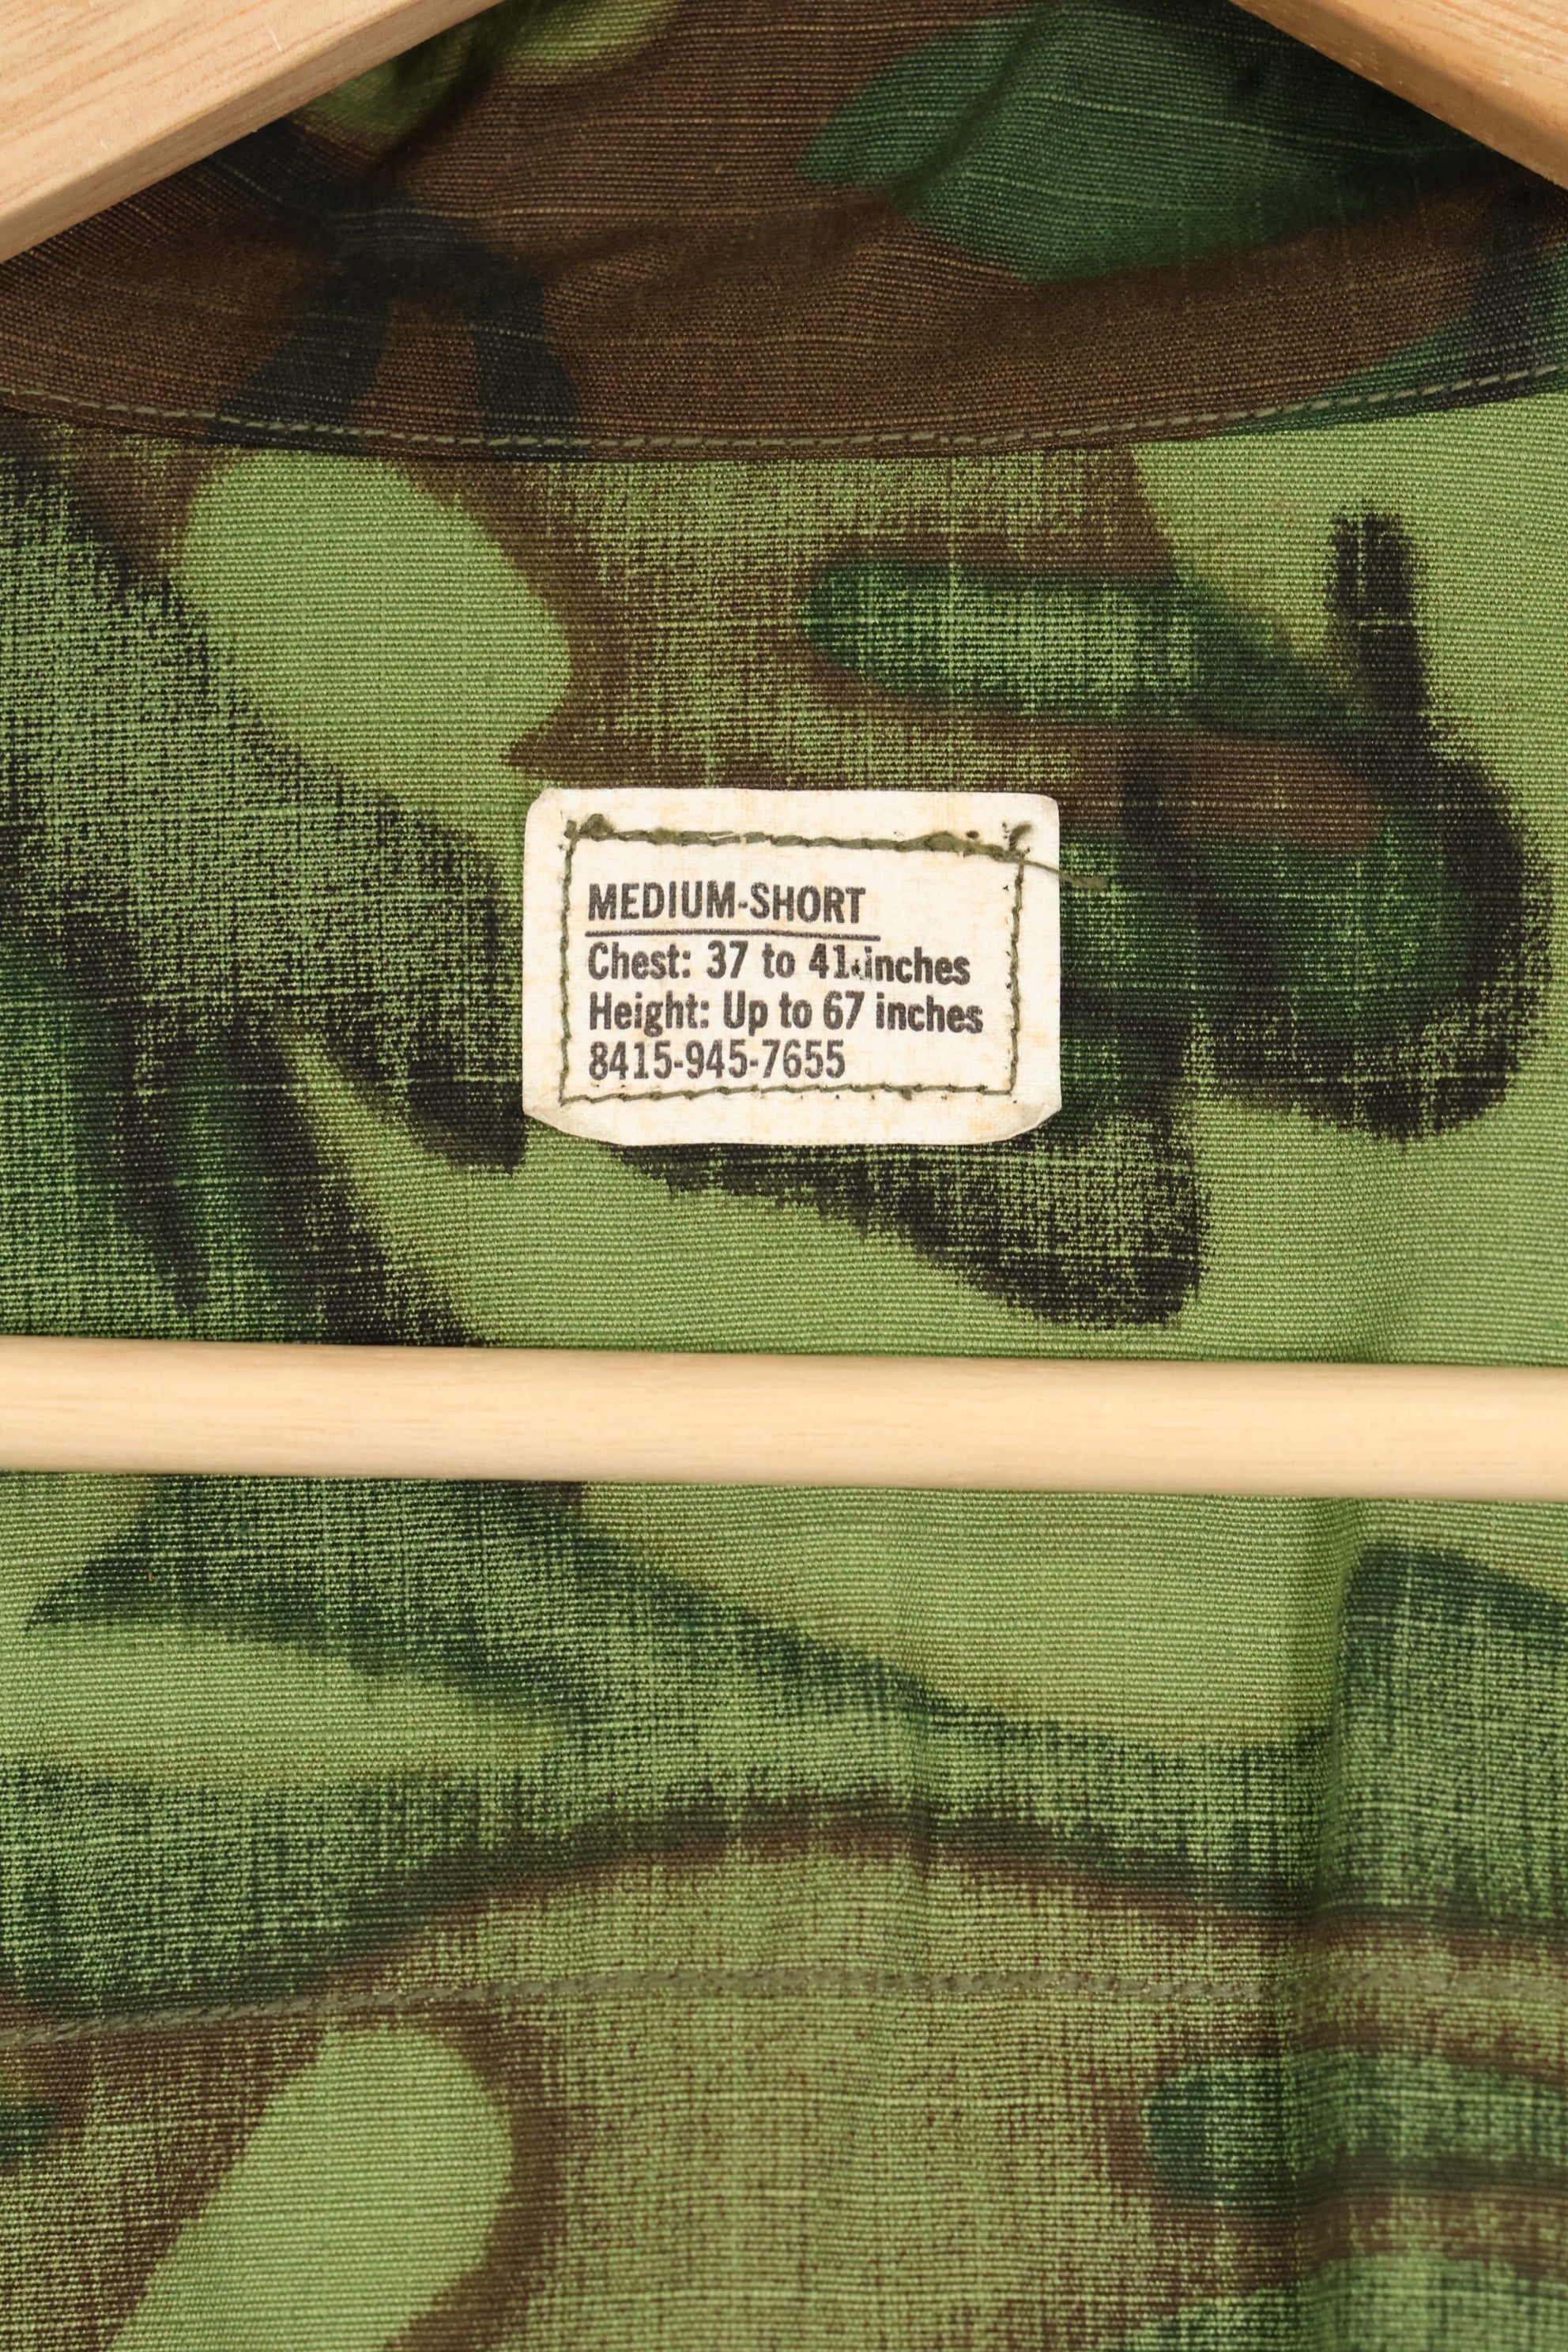 MEDIUM-SHORT
Chest: 37 to 41 inches
Height: Up to 67 inches
8415-945-7655